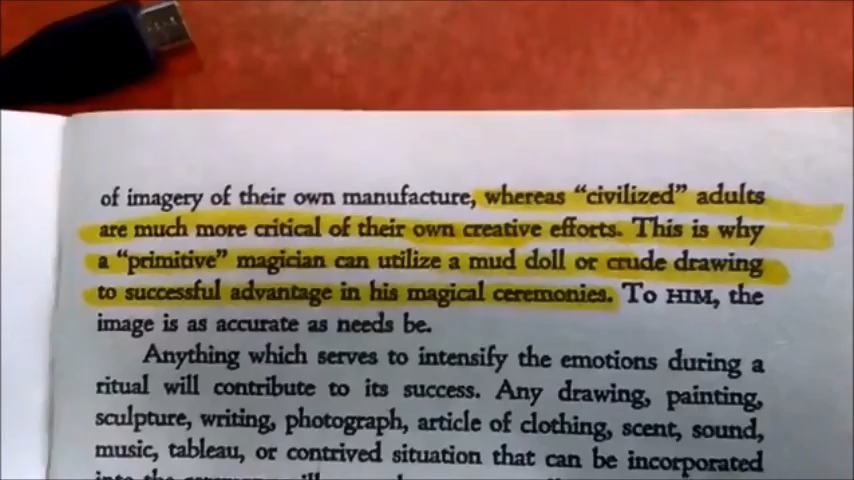 of imagery of their own manufacture, whereas “civilized” adults
are much more critical of their own creative efforts. This is why
a “primitive” magician can utilize a mud doll or crude drawing
to successful advantage in his magical ceremonies. To HIM, the
image is as accurate as needs be.
Anything which serves to intensify the emotions during a
ritual will contribute to its success. Any drawing, painting,
sculpture, writing, photograph, article of clothing, scent, sound,
music, tableau, or contrived situation that can be incorporated
into the